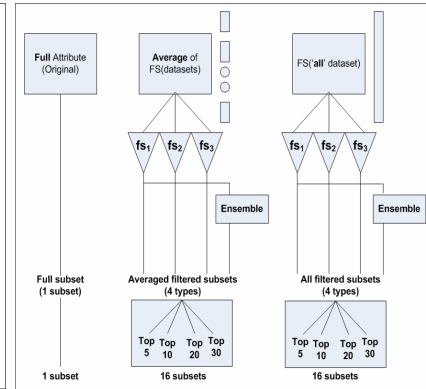 Full Attribute
(Original)
Average of
FS(datasets)
FS('all' dataset)
fs1
fs2
fs3
fs1
fs2
fs3
Ensemble
Ensemble
Full subset
(1 subset)
Averaged filtered subsets
(4 types)
All filtered subsets
(4 types)
Top
5
Top
10
Top
20
Top
30
Top
5
Top
10
Top
20
Top
30
1 subset
16 subsets
16 subsets